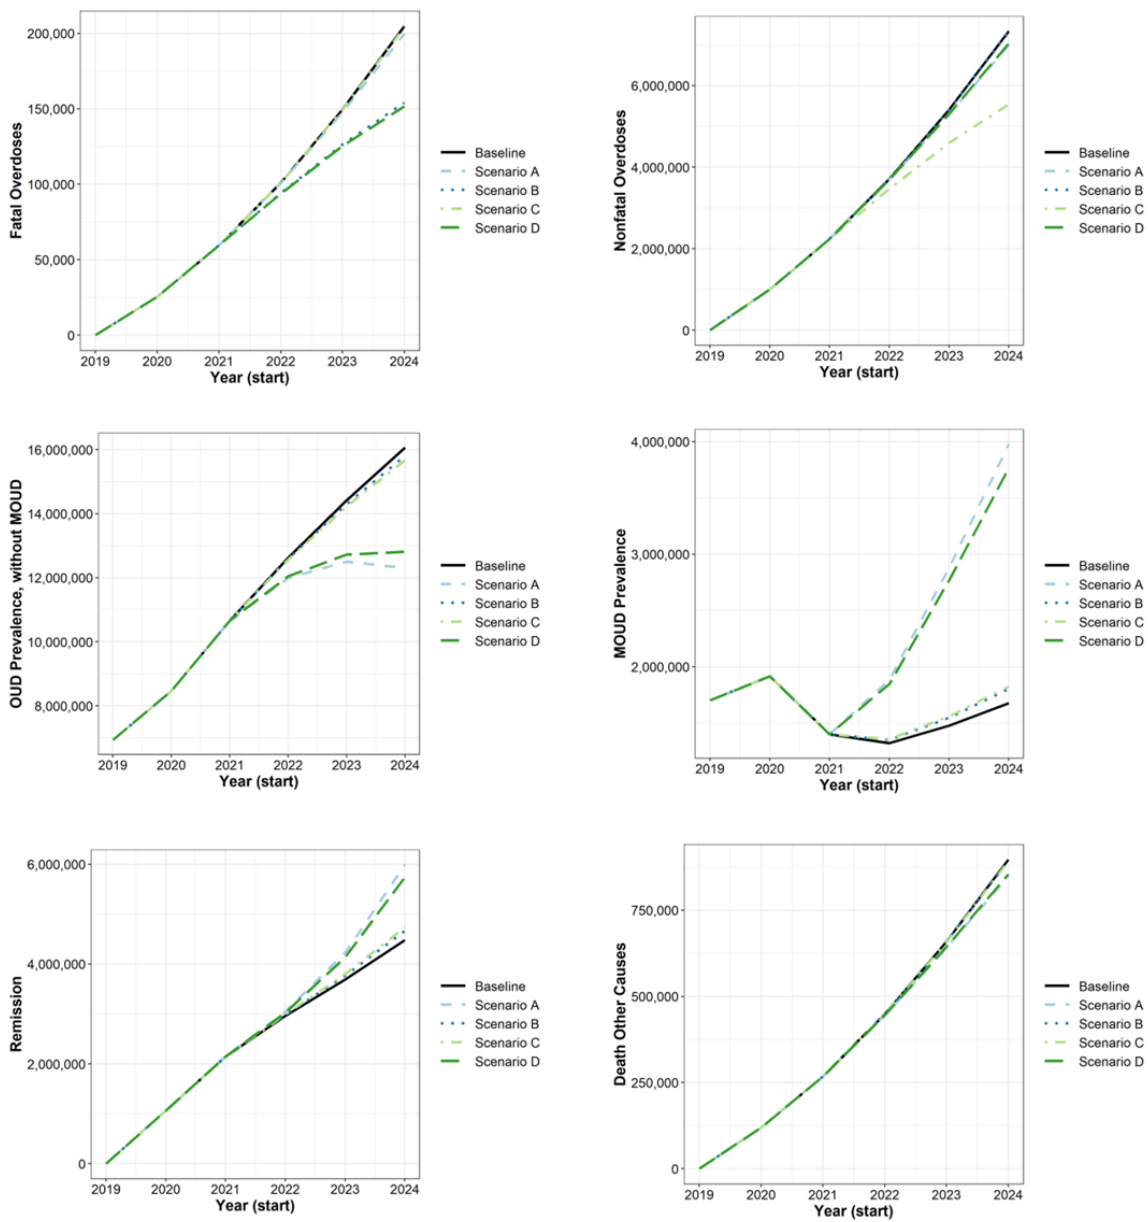 Fatal Overdoses
200,000
150,000
100,000
50,000
0
2019 2020 2021 2022 2023 2024
Year (start)
Baseline
Scenario A
Scenario B
Scenario C
Scenario D
Nonfatal Overdoses
6,000,000
4,000,000
2,000,000
0
2019 2020 2021 2022 2023 2024
Year (start)
Baseline
Scenario A
Scenario B
Scenario C
Scenario D
OUD Prevalence, without MOUD
16,000,000
14,000,000
12,000,000
10,000,000
8,000,000
2019 2020 2021 2022 2023 2024
Year (start)
Baseline
Scenario A
Scenario B
Scenario C
Scenario D
MOUD Prevalence
4,000,000
3,000,000
2,000,000
2019 2020 2021 2022 2023 2024
Year (start)
Baseline
Scenario A
Scenario B
Scenario C
Scenario D
Remission
6,000,000
4,000,000
2,000,000
0
2019 2020 2021 2022 2023 2024
Year (start)
Baseline
Scenario A
Scenario B
Scenario C
Scenario D
Death Other Causes
750,000
500,000
250,000
0
2019 2020 2021 2022 2023 2024
Year (start)
Baseline
Scenario A
Scenario B
Scenario C
Scenario D